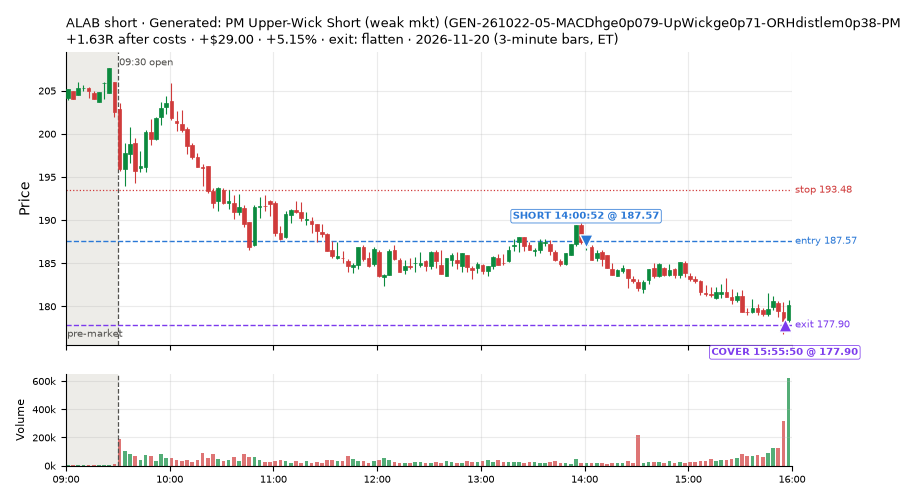 ALAB short · Generated: PM Upper-Wick Short (weak mkt) (GEN-261022-05-MACDhge0p079-UpWickge0p71-ORHdistlem0p38-PM
+1.63R after costs · +$29.00 · +5.15% · exit: flatten · 2026-11-20 (3-minute bars, ET)
09:30 open
205
200
195
190
185
180
Price
stop 193.48
SHORT 14:00:52 @ 187.57
entry 187.57
exit 177.90
pre-market
COVER 15:55:50 @ 177.90
600k
400k
200k
0k
Volume
09:00
10:00
11:00
12:00
13:00
14:00
15:00
16:00